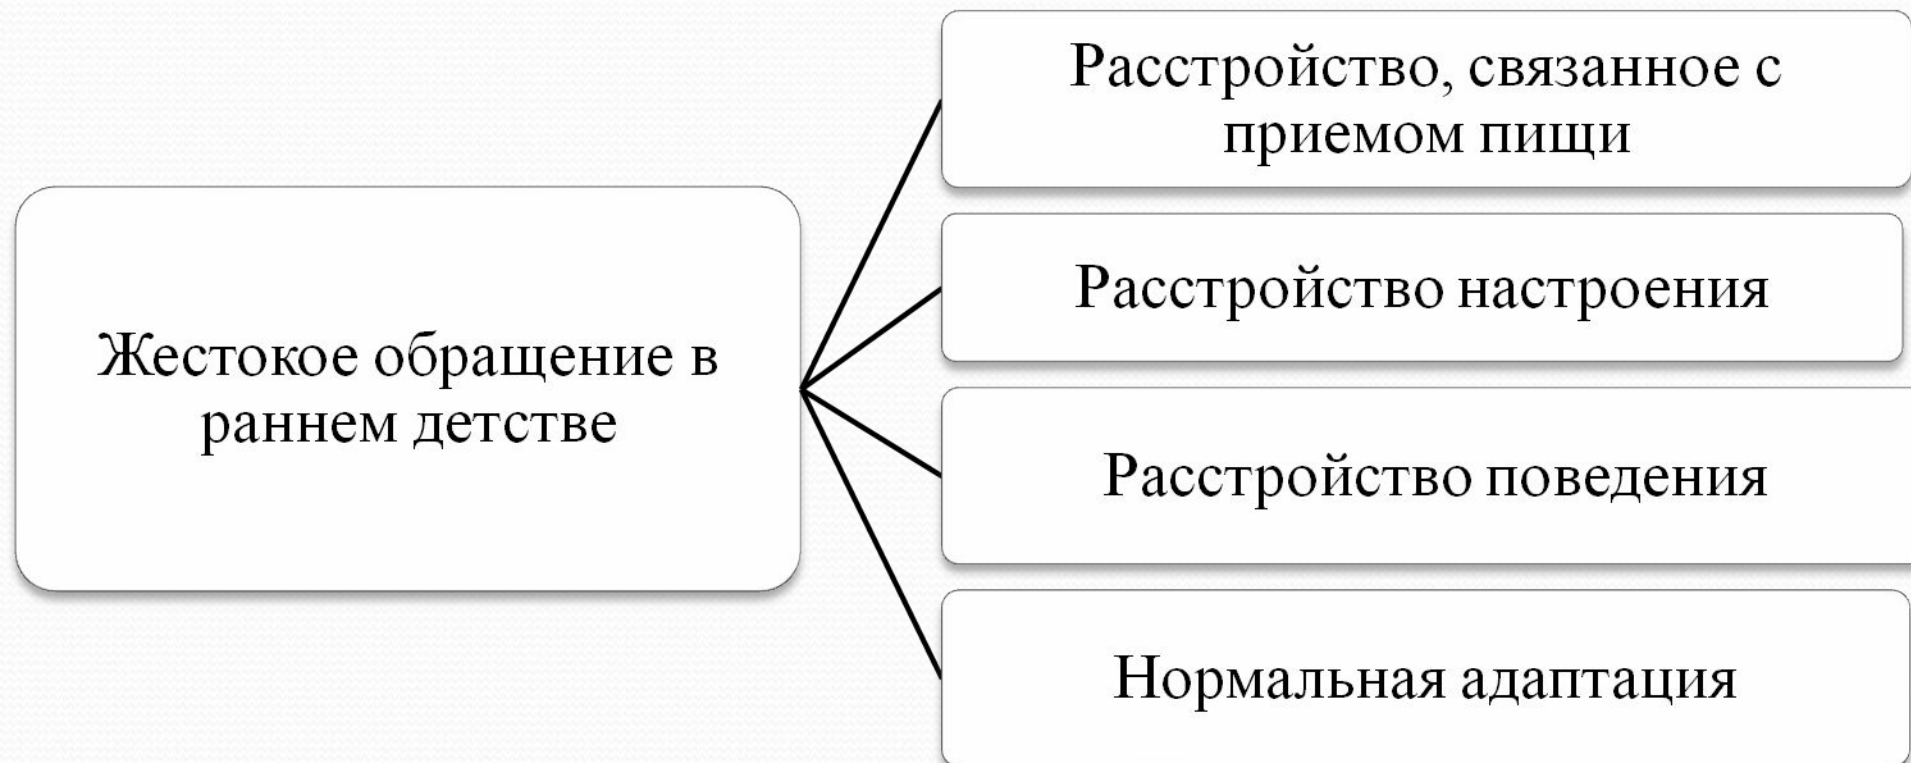 Жестокое обращение в
раннем детстве
Расстройство, связанное с
приемом пищи
Расстройство настроения
Расстройство поведения
Нормальная адаптация